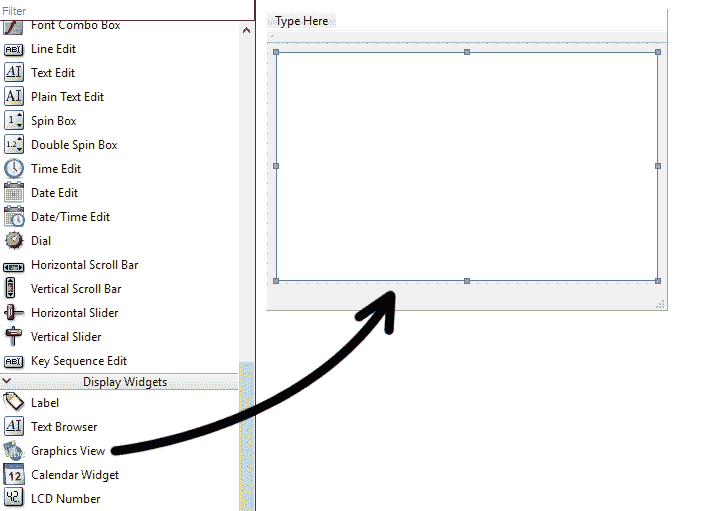 Filter
Type Here
Font Combo Box
Line Edit
Text Edit
Plain Text Edit
Spin Box
Double Spin Box
Time Edit
Date Edit
Date/Time Edit
Dial
Horizontal Scroll Bar
Vertical Scroll Bar
Horizontal Slider
Vertical Slider
Key Sequence Edit
Display Widgets
Label
Text Browser
Graphics View
Calendar Widget
LCD Number